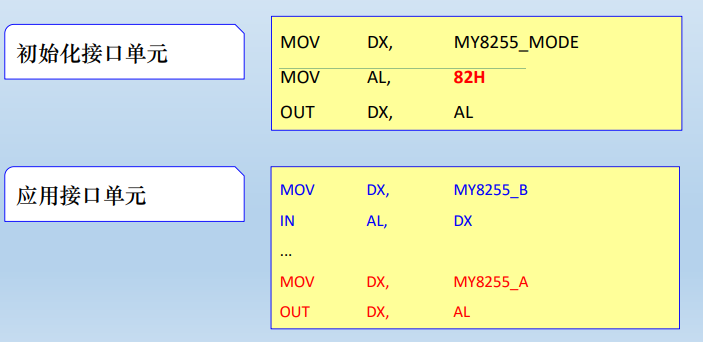 初始化接口单元
MOV DX, MY8255_MODE
MOV AL, 82H
OUT DX, AL
应用接口单元
MOV DX, MY8255_B
IN AL, DX
...
MOV DX, MY8255_A
OUT DX, AL